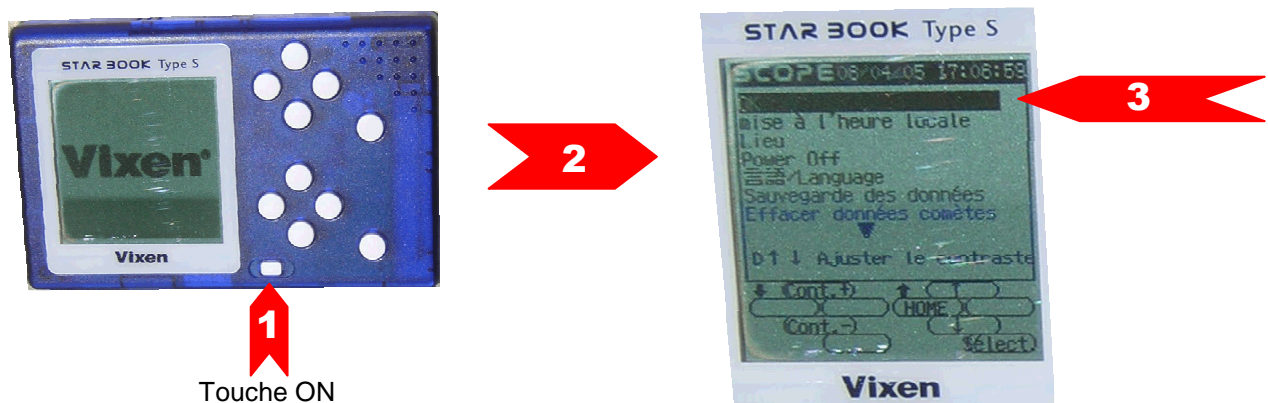 STAR BOOK Type S
Vixen®
Vixen
1
Touche ON
2
STAR BOOK Type S
SCOPE 06/04/05 17:06:59
OK
mise à l'heure locale
Lieu
Power Off
言語/Language
Sauvegarde des données
Effacer données comètes
D↑ ↓ Ajuster le contraste
Cont.+) ↑
HOME
Cont.-) ↓
Sélect.
Vixen
3